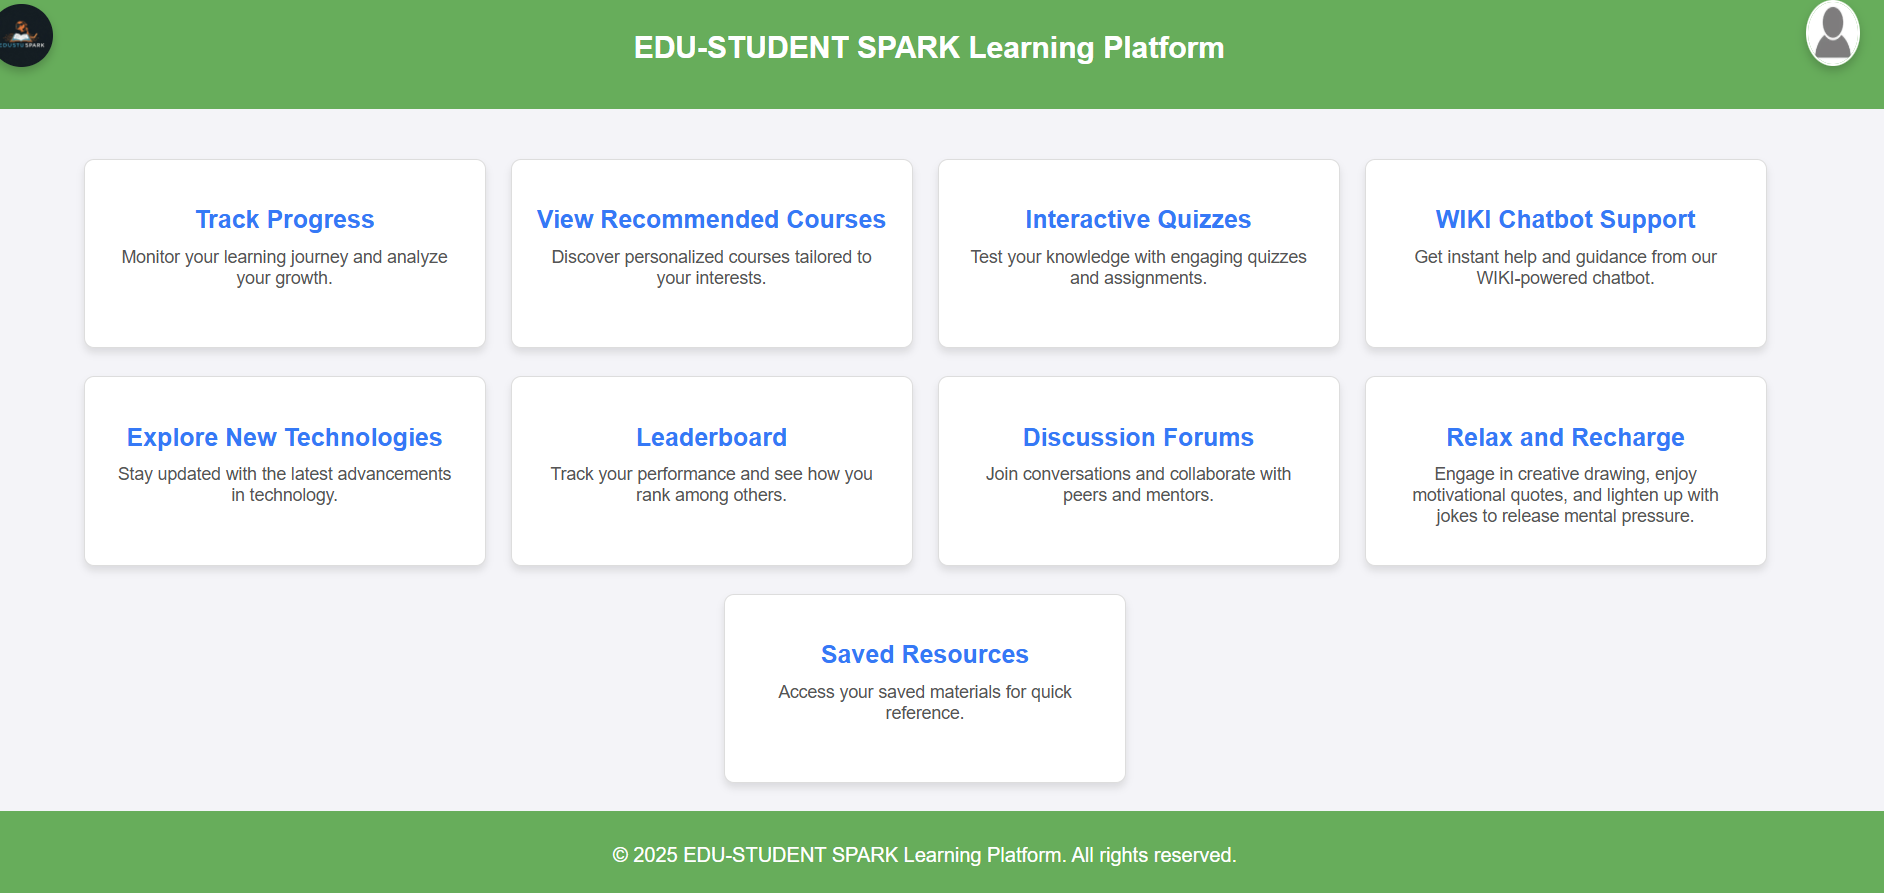 EDUSTUSPARK
EDU-STUDENT SPARK Learning Platform
Track Progress
Monitor your learning journey and analyze
your growth.
View Recommended Courses
Discover personalized courses tailored to
your interests.
Interactive Quizzes
Test your knowledge with engaging quizzes
and assignments.
WIKI Chatbot Support
Get instant help and guidance from our
WIKI-powered chatbot.
Explore New Technologies
Stay updated with the latest advancements
in technology.
Leaderboard
Track your performance and see how you
rank among others.
Discussion Forums
Join conversations and collaborate with
peers and mentors.
Relax and Recharge
Engage in creative drawing, enjoy
motivational quotes, and lighten up with
jokes to release mental pressure.
Saved Resources
Access your saved materials for quick
reference.
© 2025 EDU-STUDENT SPARK Learning Platform. All rights reserved.